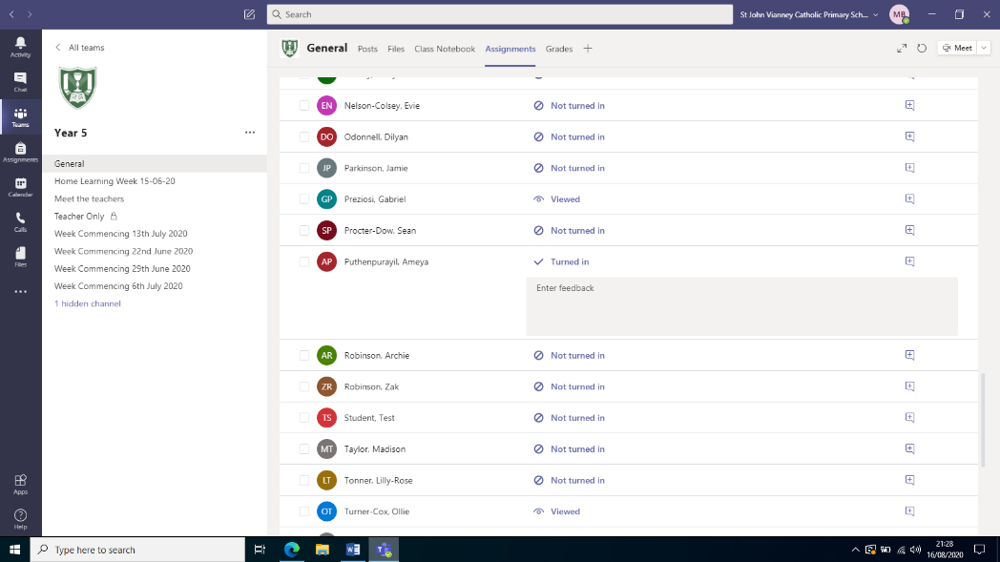 Search
St John Vianney Catholic Primary Sch...
MB
Activity
Chat
Teams
Assignments
Calendar
Calls
Files
Apps
Help
All teams
Year 5
General
Home Learning Week 15-06-20
Meet the teachers
Teacher Only
Week Commencing 13th July 2020
Week Commencing 22nd June 2020
Week Commencing 29th June 2020
Week Commencing 6th July 2020
1 hidden channel
General Posts Files Class Notebook Assignments Grades
Meet
EN Nelson-Colsey, Evie Not turned in
DO Odonnell, Dilyan Not turned in
JP Parkinson, Jamie Not turned in
GP Preziosi, Gabriel Viewed
SP Procter-Dow, Sean Not turned in
AP Puthenpurayil, Ameya Turned in
Enter feedback
AR Robinson, Archie Not turned in
ZR Robinson, Zak Not turned in
TS Student, Test Not turned in
MT Taylor, Madison Not turned in
LT Tonner, Lilly-Rose Not turned in
OT Turner-Cox, Ollie Viewed
Type here to search
21:28
16/08/2020